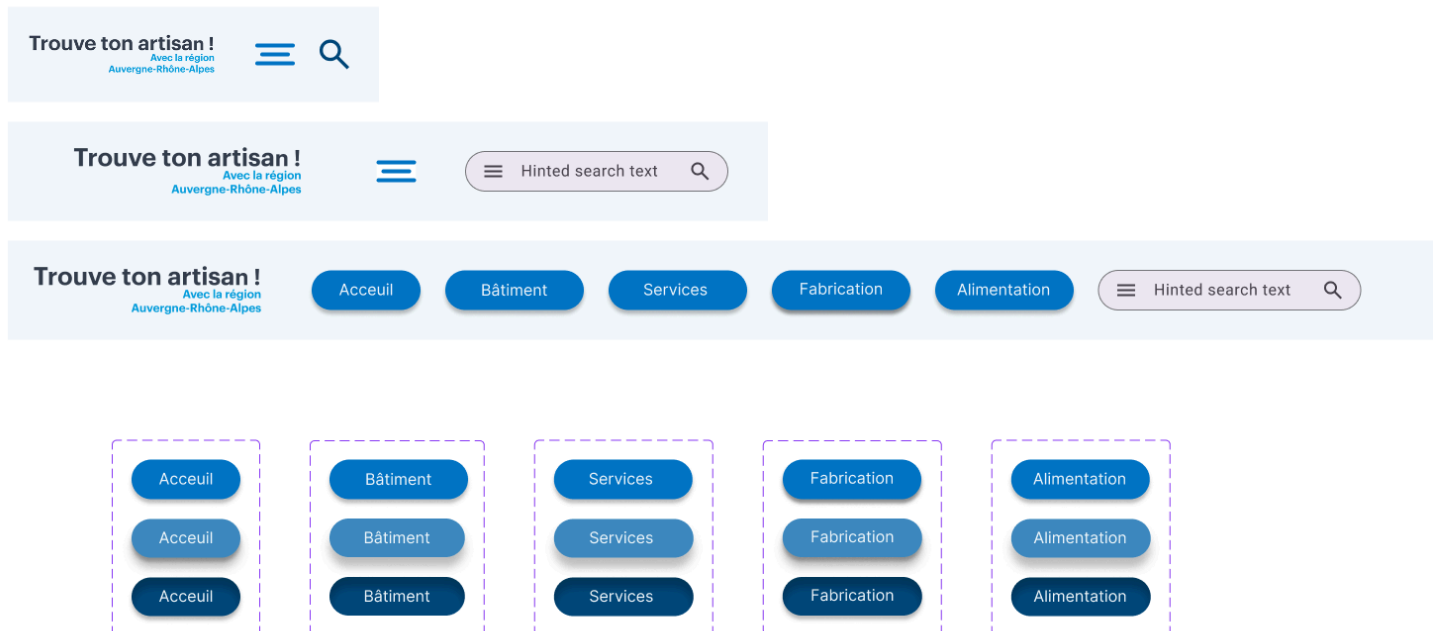 Trouve ton artisan !
Avec la région
Auvergne-Rhône-Alpes
Trouve ton artisan !
Avec la région
Auvergne-Rhône-Alpes
Hinted search text
Trouve ton artisan !
Avec la région
Auvergne-Rhône-Alpes
Acceuil
Bâtiment
Services
Fabrication
Alimentation
Hinted search text
Acceuil
Bâtiment
Services
Fabrication
Alimentation
Acceuil
Bâtiment
Services
Fabrication
Alimentation
Acceuil
Bâtiment
Services
Fabrication
Alimentation